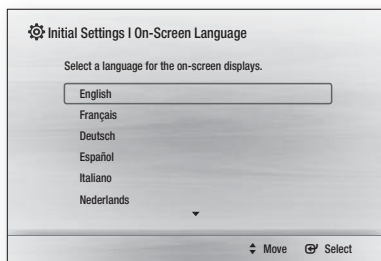 Initial Settings I On-Screen Language
Select a language for the on-screen displays.
English
Français
Deutsch
Español
Italiano
Nederlands
Move Select